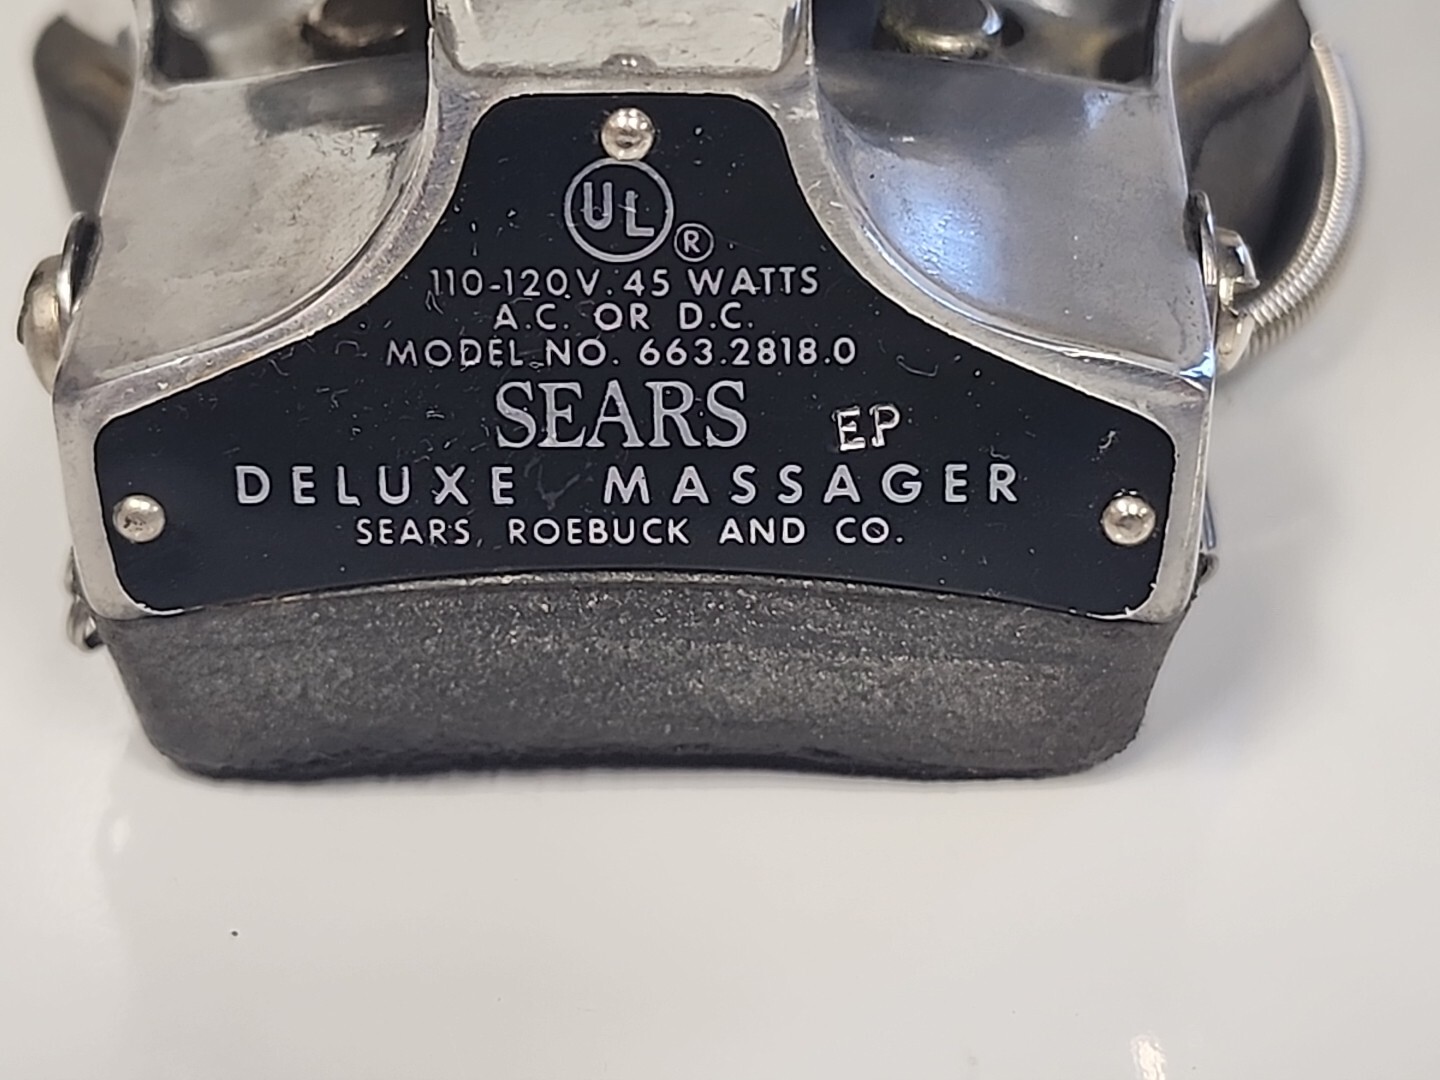 UL
R
110-120V. 45 WATTS
A.C. OR D.C.
MODEL NO. 663.2818.0
SEARS EP
DELUXE MASSAGER
SEARS, ROEBUCK AND CO.